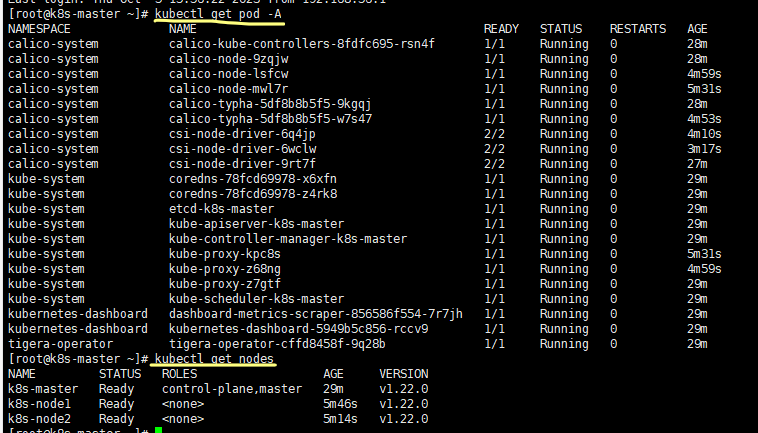 [root@k8s-master ~]# kubectl get pod -A
NAMESPACE NAME READY STATUS RESTARTS AGE
calico-system calico-kube-controllers-8fdfc695-rsn4f 1/1 Running 0 28m
calico-system calico-node-9zqjw 1/1 Running 0 28m
calico-system calico-node-lsfcw 1/1 Running 0 4m59s
calico-system calico-node-mwl7r 1/1 Running 0 5m31s
calico-system calico-typha-5df8b8b5f5-9kgqj 1/1 Running 0 28m
calico-system calico-typha-5df8b8b5f5-w7s47 1/1 Running 0 4m53s
calico-system csi-node-driver-6q4jp 2/2 Running 0 4m10s
calico-system csi-node-driver-6wclw 2/2 Running 0 3m17s
calico-system csi-node-driver-9rt7f 2/2 Running 0 27m
kube-system coredns-78fcd69978-x6xfn 1/1 Running 0 29m
kube-system coredns-78fcd69978-z4rk8 1/1 Running 0 29m
kube-system etcd-k8s-master 1/1 Running 0 29m
kube-system kube-apiserver-k8s-master 1/1 Running 0 29m
kube-system kube-controller-manager-k8s-master 1/1 Running 0 29m
kube-system kube-proxy-kpc8s 1/1 Running 0 5m31s
kube-system kube-proxy-z68ng 1/1 Running 0 4m59s
kube-system kube-proxy-z7gtf 1/1 Running 0 29m
kube-system kube-scheduler-k8s-master 1/1 Running 0 29m
kubernetes-dashboard dashboard-metrics-scraper-856586f554-7r7jh 1/1 Running 0 29m
kubernetes-dashboard kubernetes-dashboard-5949b5c856-rccv9 1/1 Running 0 29m
tigera-operator tigera-operator-cffd8458f-9q28b 1/1 Running 0 29m
[root@k8s-master ~]# kubectl get nodes
NAME STATUS ROLES AGE VERSION
k8s-master Ready control-plane,master 29m v1.22.0
k8s-node1 Ready <none> 5m46s v1.22.0
k8s-node2 Ready <none> 5m14s v1.22.0
[root@k8s-master ~]#